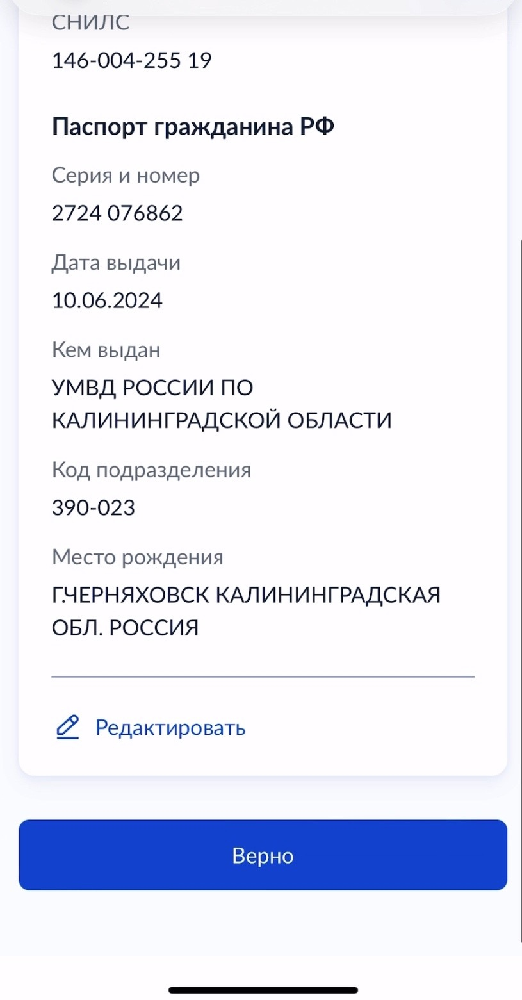 СНИЛС
146-004-255 19
Паспорт гражданина РФ
Серия и номер
2724 076862
Дата выдачи
10.06.2024
Кем выдан
УМВД РОССИИ ПО
КАЛИНИНГРАДСКОЙ ОБЛАСТИ
Код подразделения
390-023
Место рождения
Г.ЧЕРНЯХОВСК КАЛИНИНГРАДСКАЯ
ОБЛ. РОССИЯ
Редактировать
Верно